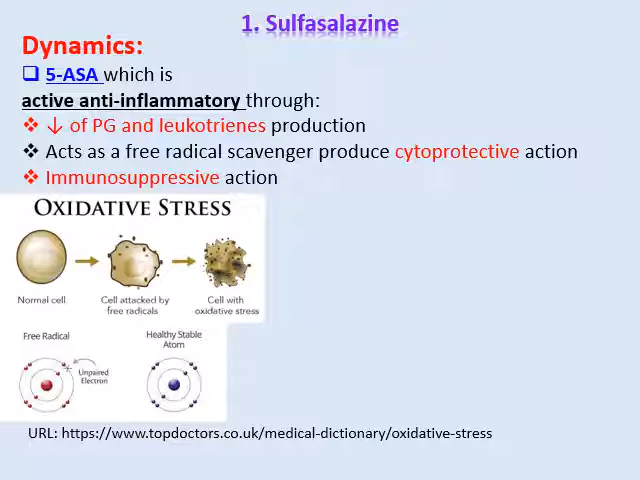 1. Sulfasalazine
Dynamics:
❑ 5-ASA which is
active anti-inflammatory through:
❖ ↓ of PG and leukotrienes production
❖ Acts as a free radical scavenger produce cytoprotective action
❖ Immunosuppressive action
OXIDATIVE STRESS
Normal cell
Cell attacked by
free radicals
Cell with
oxidative stress
Free Radical
Unpaired
Electron
Healthy Stable
Atom
URL: https://www.topdoctors.co.uk/medical-dictionary/oxidative-stress